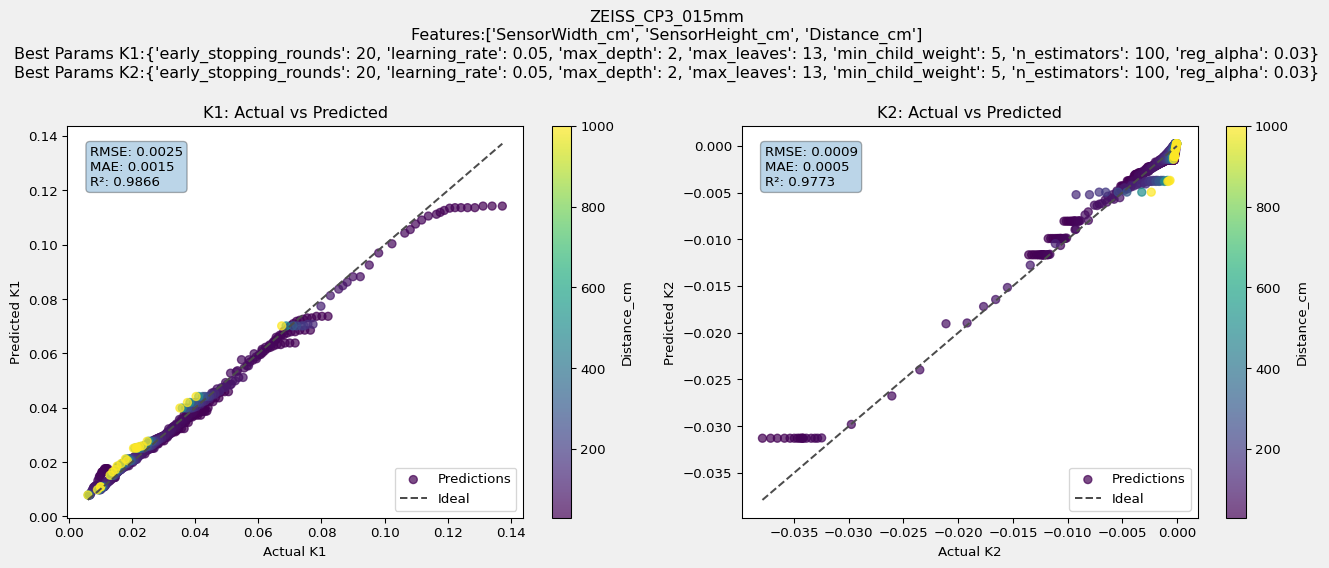 ZEISS_CP3_015mm
Features:['SensorWidth_cm', 'SensorHeight_cm', 'Distance_cm']
Best Params K1:{'early_stopping_rounds': 20, 'learning_rate': 0.05, 'max_depth': 2, 'max_leaves': 13, 'min_child_weight': 5, 'n_estimators': 100, 'reg_alpha': 0.03}
Best Params K2:{'early_stopping_rounds': 20, 'learning_rate': 0.05, 'max_depth': 2, 'max_leaves': 13, 'min_child_weight': 5, 'n_estimators': 100, 'reg_alpha': 0.03}
K1: Actual vs Predicted
RMSE: 0.0025
MAE: 0.0015
R²: 0.9866
0.14
0.12
0.10
0.08
0.06
0.04
0.02
0.00
Predicted K1
0.00 0.02 0.04 0.06 0.08 0.10 0.12 0.14
Actual K1
Predictions
Ideal
1000
800
600
400
200
Distance_cm
K2: Actual vs Predicted
RMSE: 0.0009
MAE: 0.0005
R²: 0.9773
0.000
−0.005
−0.010
−0.015
−0.020
−0.025
−0.030
−0.035
Predicted K2
−0.035 −0.030 −0.025 −0.020 −0.015 −0.010 −0.005 0.000
Actual K2
Predictions
Ideal
1000
800
600
400
200
Distance_cm